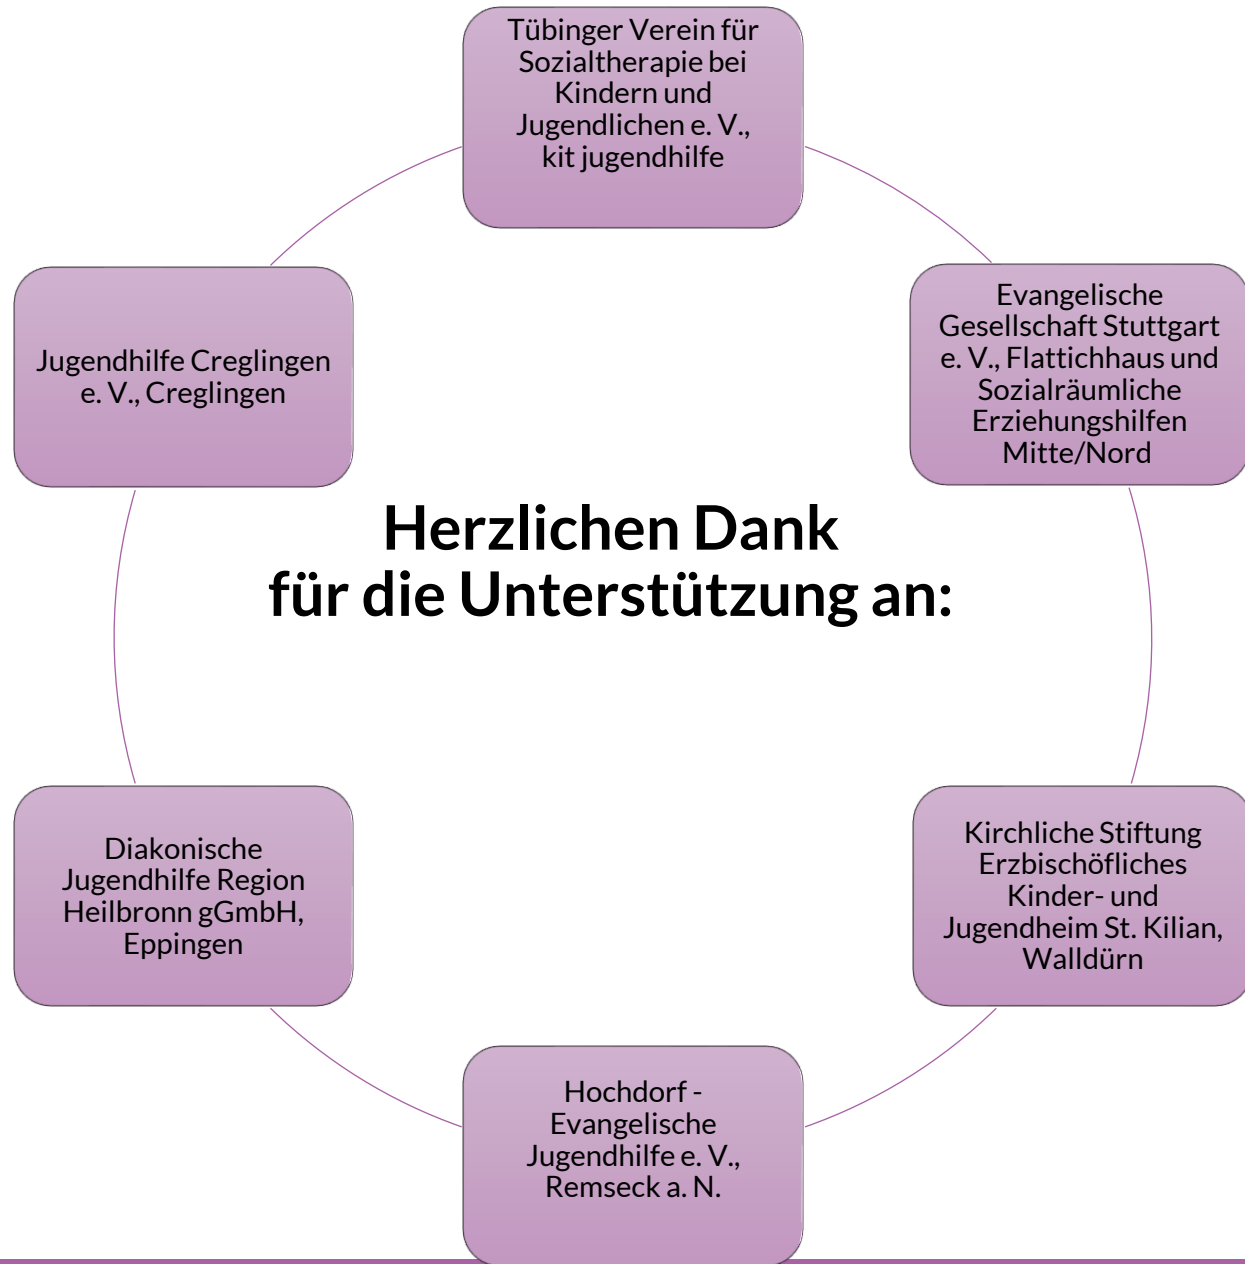 Tübinger Verein für
Sozialtherapie bei
Kindern und
Jugendlichen e. V.,
kit jugendhilfe
Evangelische
Gesellschaft Stuttgart
e. V., Flattichhaus und
Sozialräumliche
Erziehungshilfen
Mitte/Nord
Jugendhilfe Creglingen
e. V., Creglingen
Herzlichen Dank
für die Unterstützung an:
Diakonische
Jugendhilfe Region
Heilbronn gGmbH,
Eppingen
Kirchliche Stiftung
Erzbischöfliches
Kinder- und
Jugendheim St. Kilian,
Walldürn
Hochdorf -
Evangelische
Jugendhilfe e. V.,
Remseck a. N.